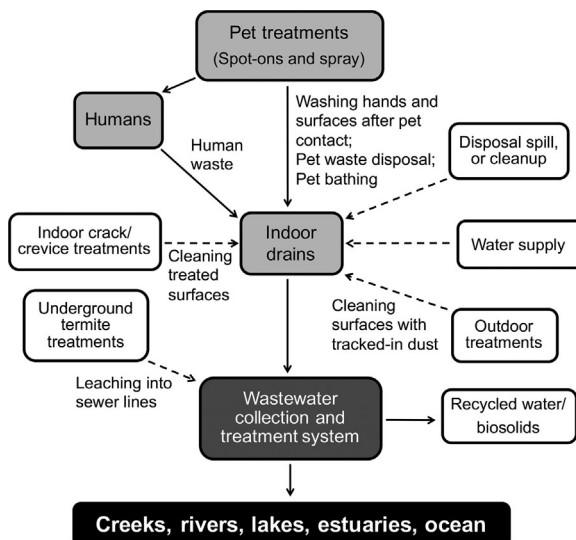 Pet treatments
(Spot-ons and spray)
Humans
Human
waste
Washing hands and
surfaces after pet
contact;
Pet waste disposal;
Pet bathing
Disposal spill,
or cleanup
Indoor crack/
crevice treatments
Cleaning
treated
surfaces
Indoor
drains
Water supply
Underground
termite
treatments
Cleaning
surfaces with
tracked-in dust
Outdoor
treatments
Leaching into
sewer lines
Wastewater
collection and
treatment system
Recycled water/
biosolids
Creeks, rivers, lakes, estuaries, ocean